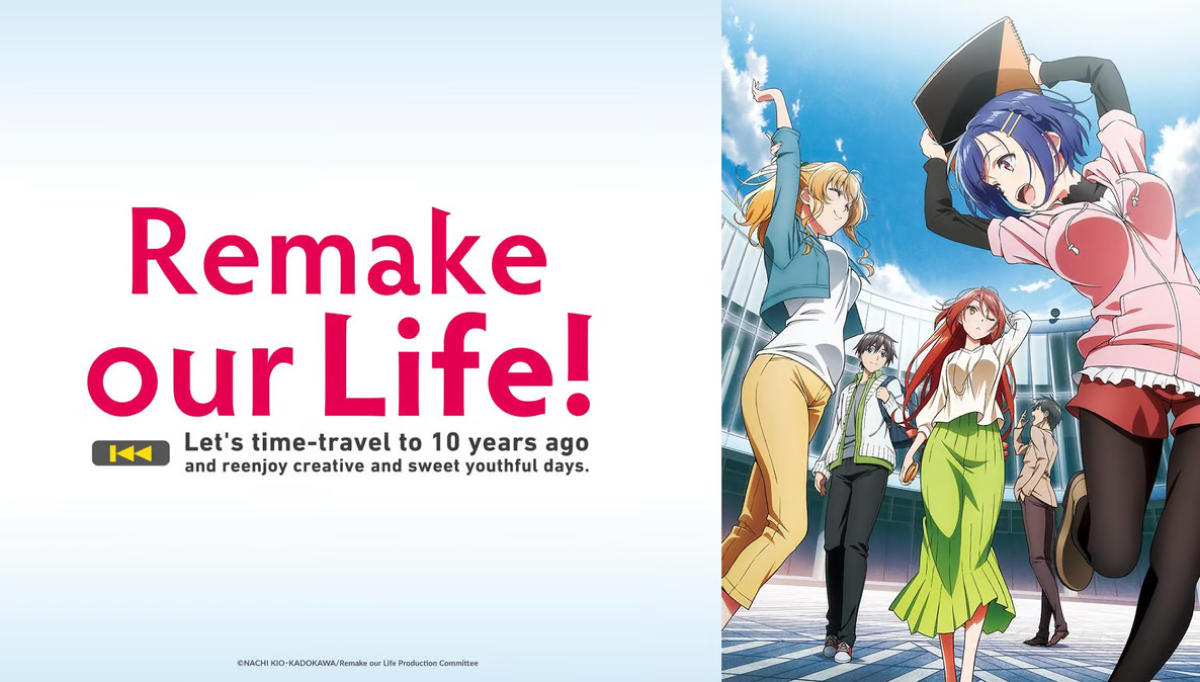 Remake
our Life!
Let's time-travel to 10 years ago
and reenjoy creative and sweet youthful days.
©NACHI KIO・KADOKAWA/Remake our Life Production Committee